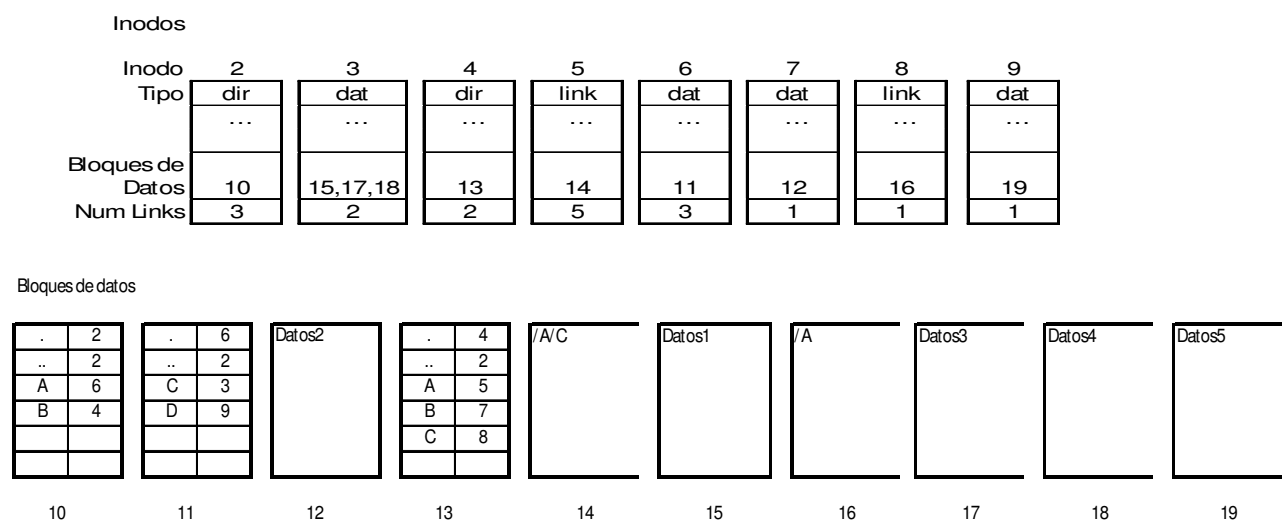 Inodos
Inodo 2 3 4 5 6 7 8 9
Tipo dir dat dir link dat dat link dat
... ... ... ... ... ... ... ...
Bloques de
Datos 10 15,17,18 13 14 11 12 16 19
Num Links 3 2 2 5 3 1 1 1
Bloques de datos
. 2 . 6 Datos2 . 4 /A/C Datos1 /A Datos3 Datos4 Datos5
.. 2 .. 2 .. 2
A 6 C 3 A 5
B 4 D 9 B 7
C 8
10 11 12 13 14 15 16 17 18 19